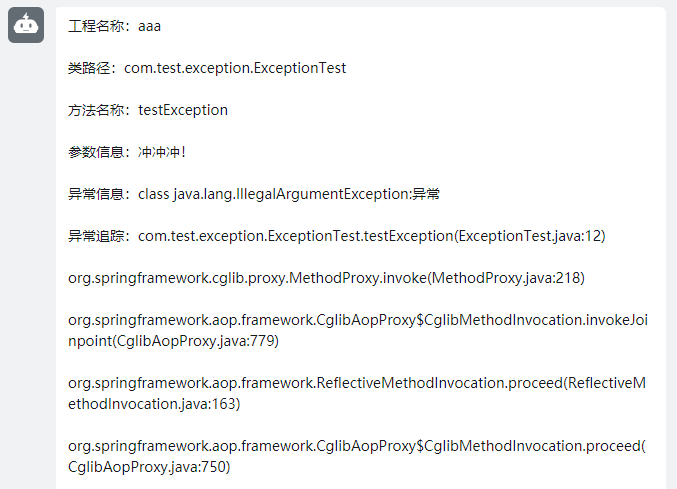 工程名称：aaa
类路径：com.test.exception.ExceptionTest
方法名称：testException
参数信息：冲冲冲！
异常信息：class java.lang.IllegalArgumentException:异常
异常追踪：com.test.exception.ExceptionTest.testException(ExceptionTest.java:12)
org.springframework.cglib.proxy.MethodProxy.invoke(MethodProxy.java:218)
org.springframework.aop.framework.CglibAopProxy$CglibMethodInvocation.invokeJoi
npoint(CglibAopProxy.java:779)
org.springframework.aop.framework.ReflectiveMethodInvocation.proceed(ReflectiveM
ethodInvocation.java:163)
org.springframework.aop.framework.CglibAopProxy$CglibMethodInvocation.proceed(
CglibAopProxy.java:750)